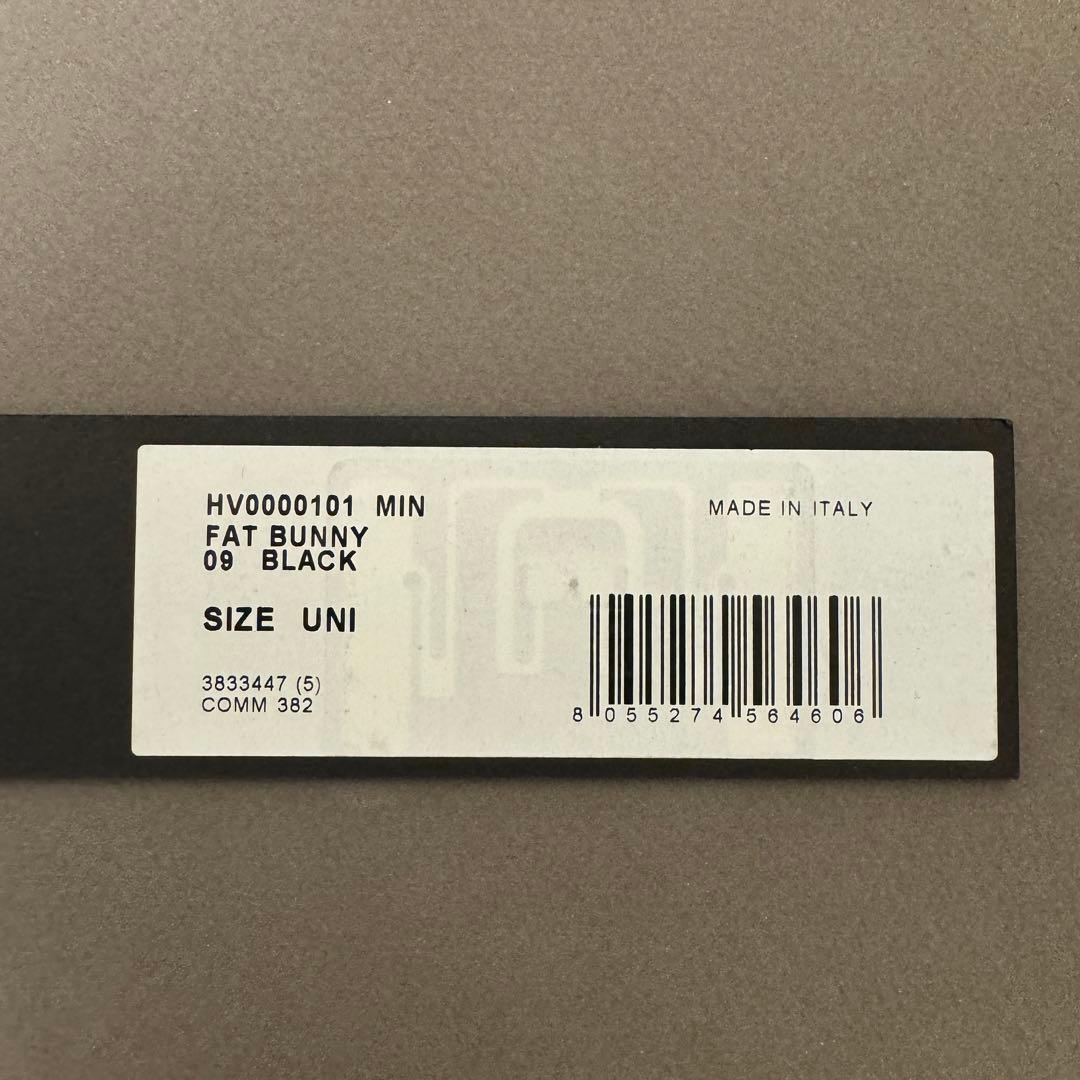 HV0000101 MIN
FAT BUNNY
09 BLACK
MADE IN ITALY
SIZE UNI
3833447 (5)
COMM 382
8 055274 564606